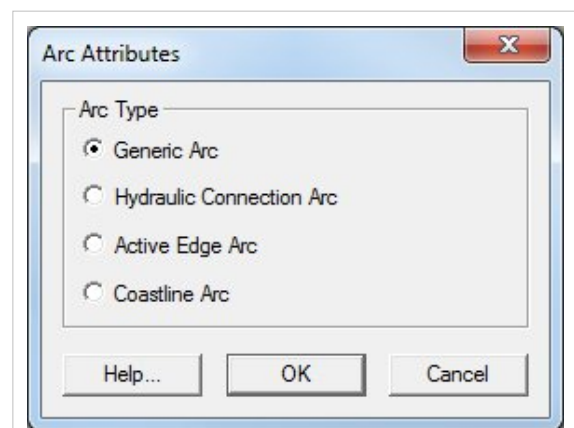 Arc Attributes
Arc Type
Generic Arc
Hydraulic Connection Arc
Active Edge Arc
Coastline Arc
Help... OK Cancel